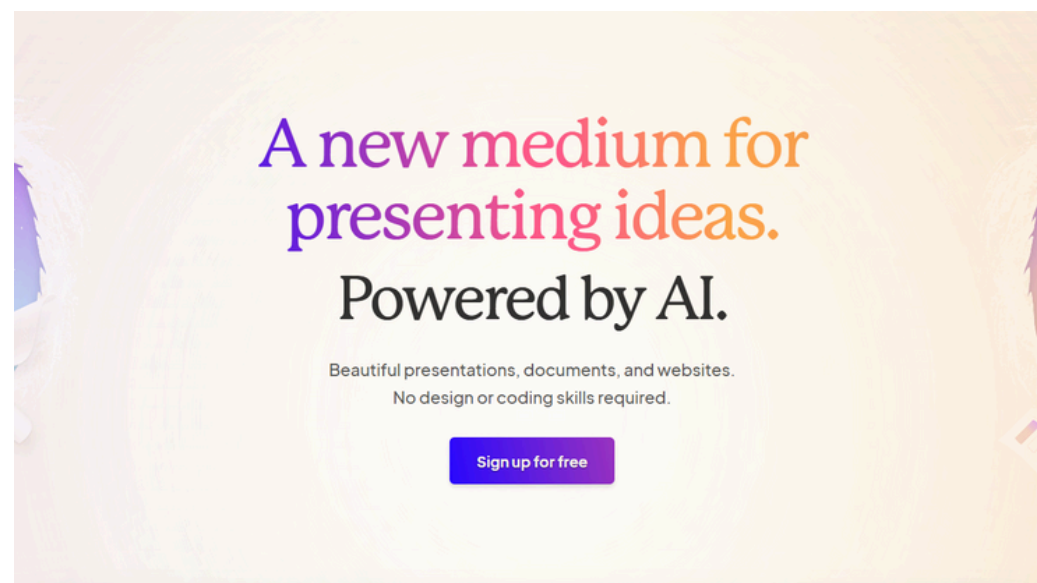 A new medium for
presenting ideas.
Powered by AI.
Beautiful presentations, documents, and websites.
No design or coding skills required.
Sign up for free